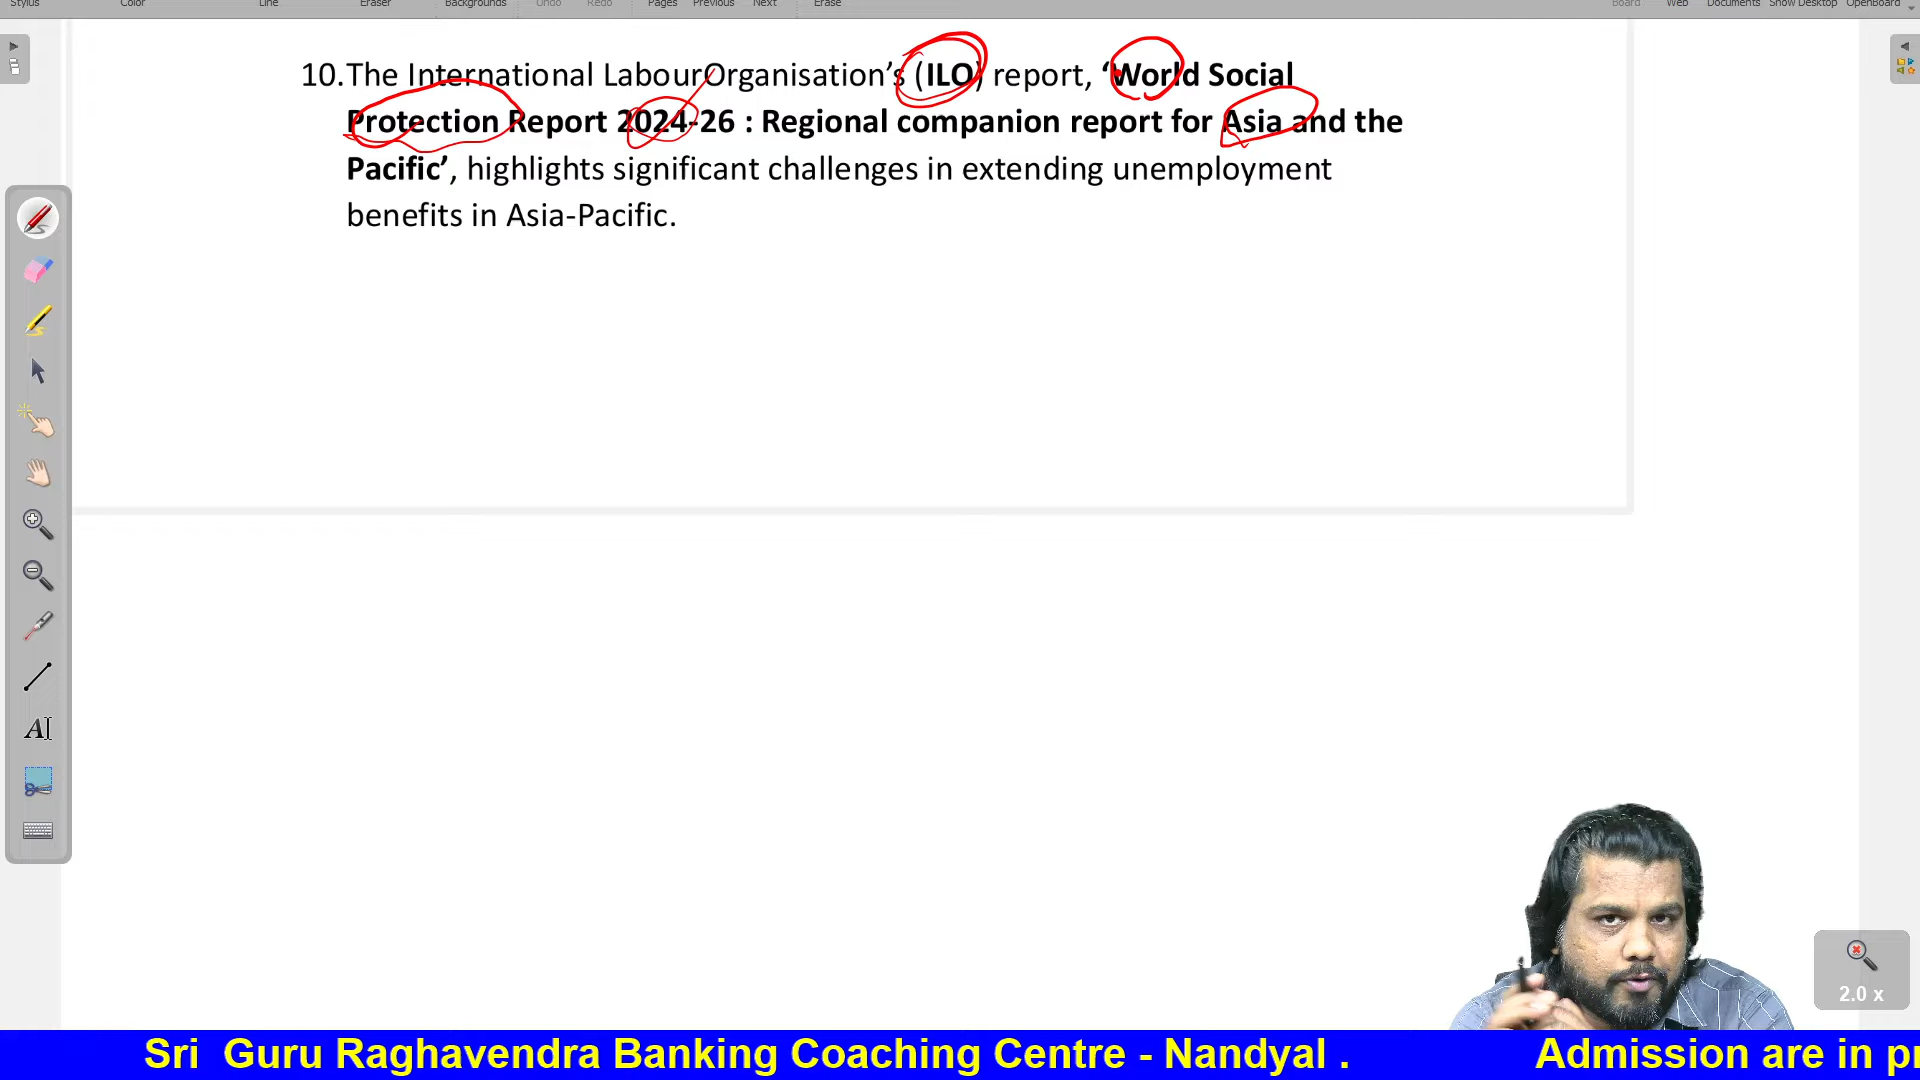 Stylus Color Line Eraser Backgrounds Undo Redo Pages Previous Next Erase Board Web Documents Show Desktop OpenBoard
10.The International LabourOrganisation’s (ILO) report, ‘World Social
Protection Report 2024-26 : Regional companion report for Asia and the
Pacific’, highlights significant challenges in extending unemployment
benefits in Asia-Pacific.
AI
2.0 x
Sri Guru Raghavendra Banking Coaching Centre - Nandyal . Admission are in pr